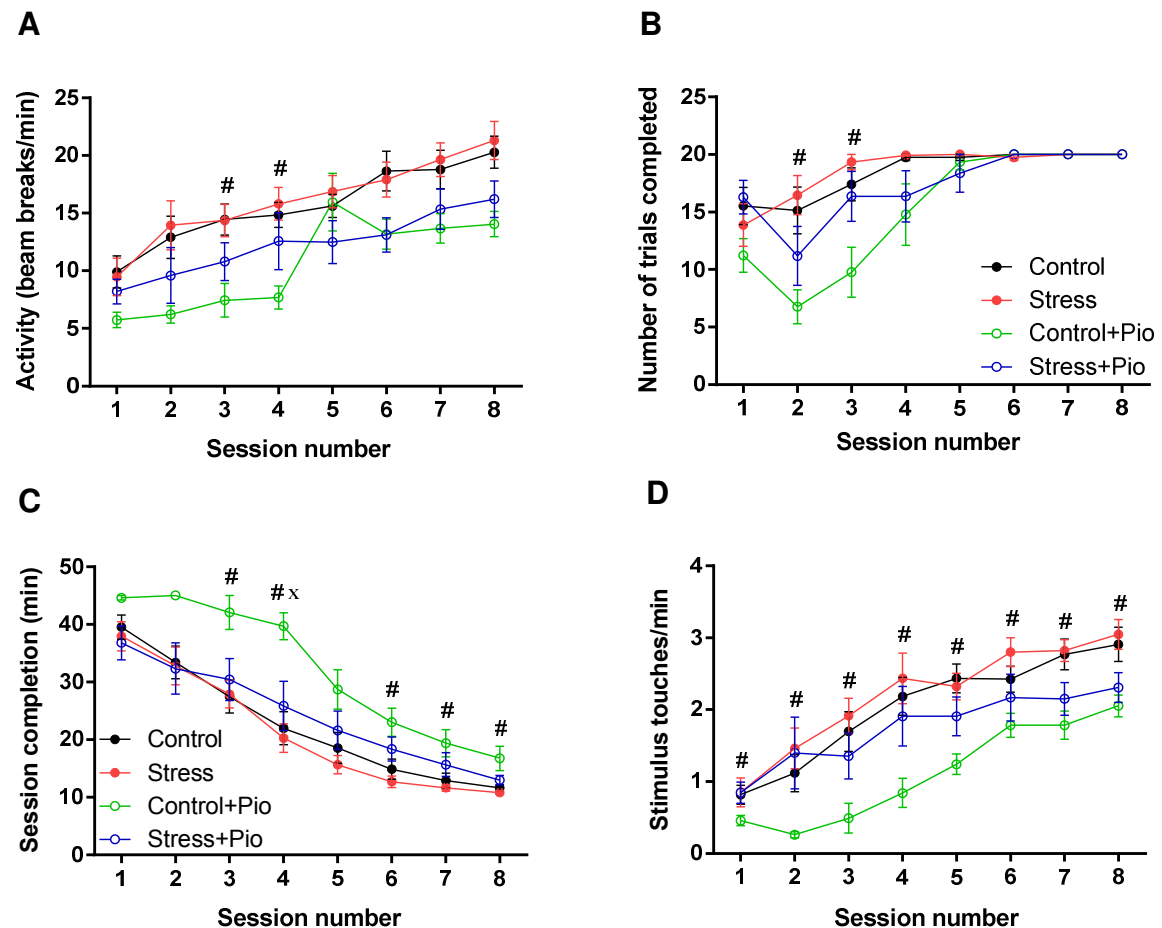 A
B
Activity (beam breaks/min)
25
20
15
10
5
0
#
#
1 2 3 4 5 6 7 8
Session number
Number of trials completed
25
20
15
10
5
0
#
#
Control
Stress
Control+Pio
Stress+Pio
1 2 3 4 5 6 7 8
Session number
C
D
Session completion (min)
50
40
30
20
10
0
#
# x
#
#
#
Control
Stress
Control+Pio
Stress+Pio
1 2 3 4 5 6 7 8
Session number
Stimulus touches/min
4
3
2
1
0
#
#
#
#
#
#
#
#
1 2 3 4 5 6 7 8
Session number